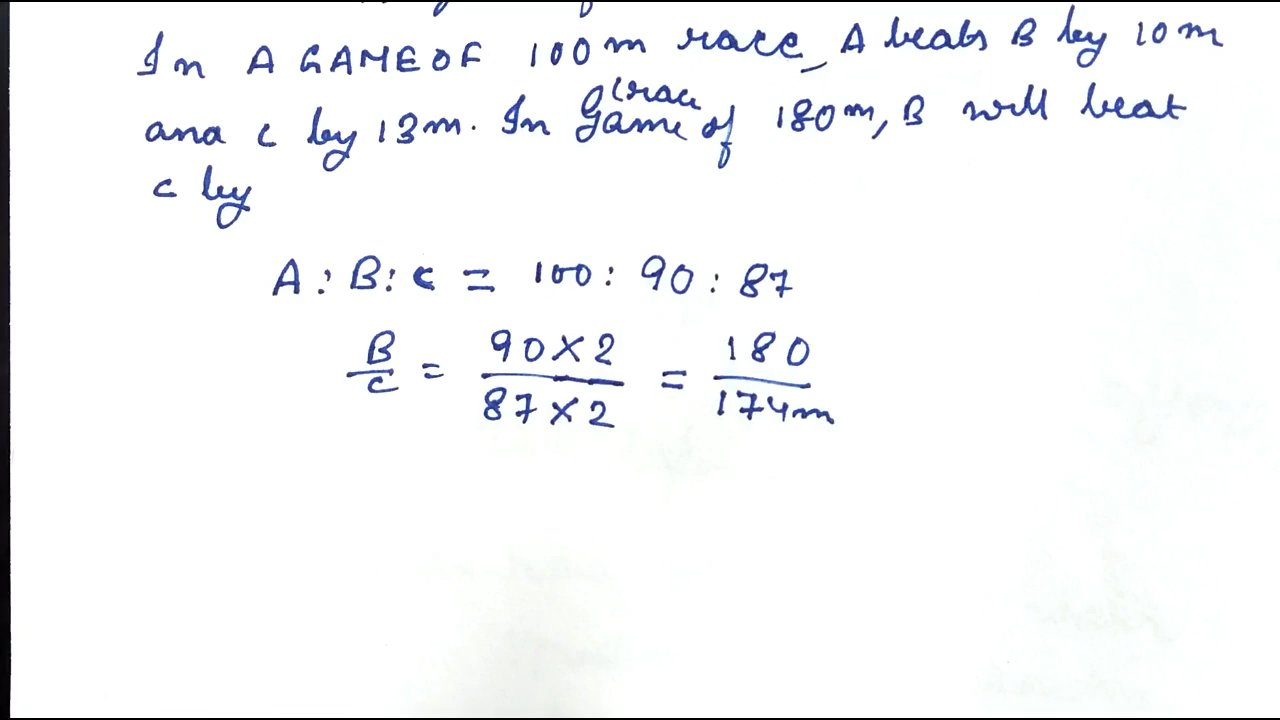 In A GAME OF 100m race, A beats B by 10m
and C by 13m. In game (race of 180m, B will beat
C by
A : B : C = 100 : 90 : 87
B/C = 90 × 2 / 87 × 2 = 180 / 174m